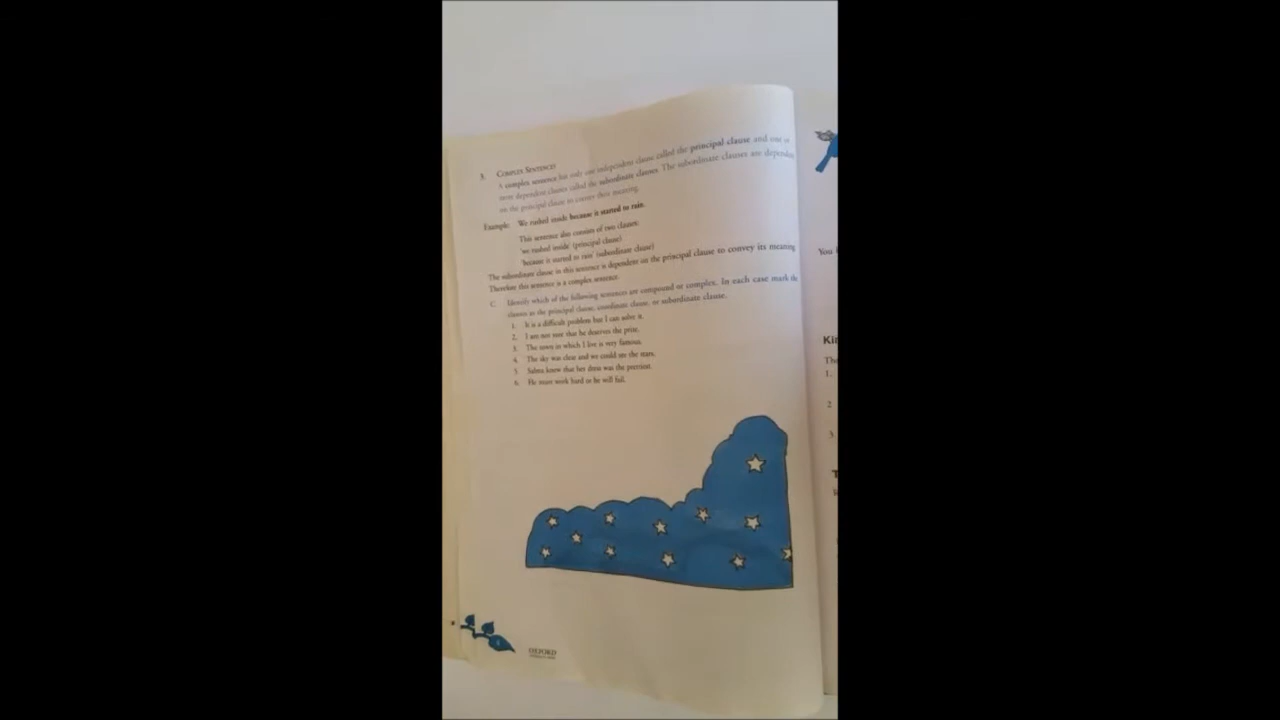 3. COMPLEX SENTENCES
A complex sentence has only one independent clause called the principal clause and one or
more dependent clauses called the subordinate clauses. The subordinate clauses are dependent
on the principal clause to convey their meaning.
Example: We rushed inside because it started to rain.
This sentence also consists of two clauses:
'we rushed inside' (principal clause)
'because it started to rain' (subordinate clause)
The subordinate clause in this sentence is dependent on the principal clause to convey its meaning
Therefore this sentence is a complex sentence.
C. Identify which of the following sentences are compound or complex. In each case mark the
clauses as the principal clause, coordinate clause, or subordinate clause.
1. It is a difficult problem but I can solve it.
2. I am not sure that he deserves the prize.
3. The town in which I live is very famous.
4. The sky was clear and we could see the stars.
5. Salma knew that her dress was the prettiest.
6. He must work hard or he will fail.
OXFORD
You
Kin
The
1.
2
3
T